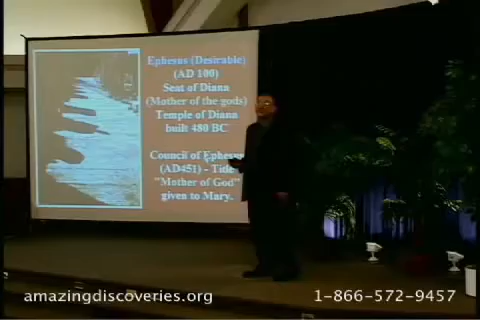 Ephesus (Desirable)
(AD 100)
Seat of Diana
(Mother of the gods)
Temple of Diana
built 480 BC
Council of Ephesus
(AD451) - Title
"Mother of God"
given to Mary.
amazingdiscoveries.org
1-866-572-9457